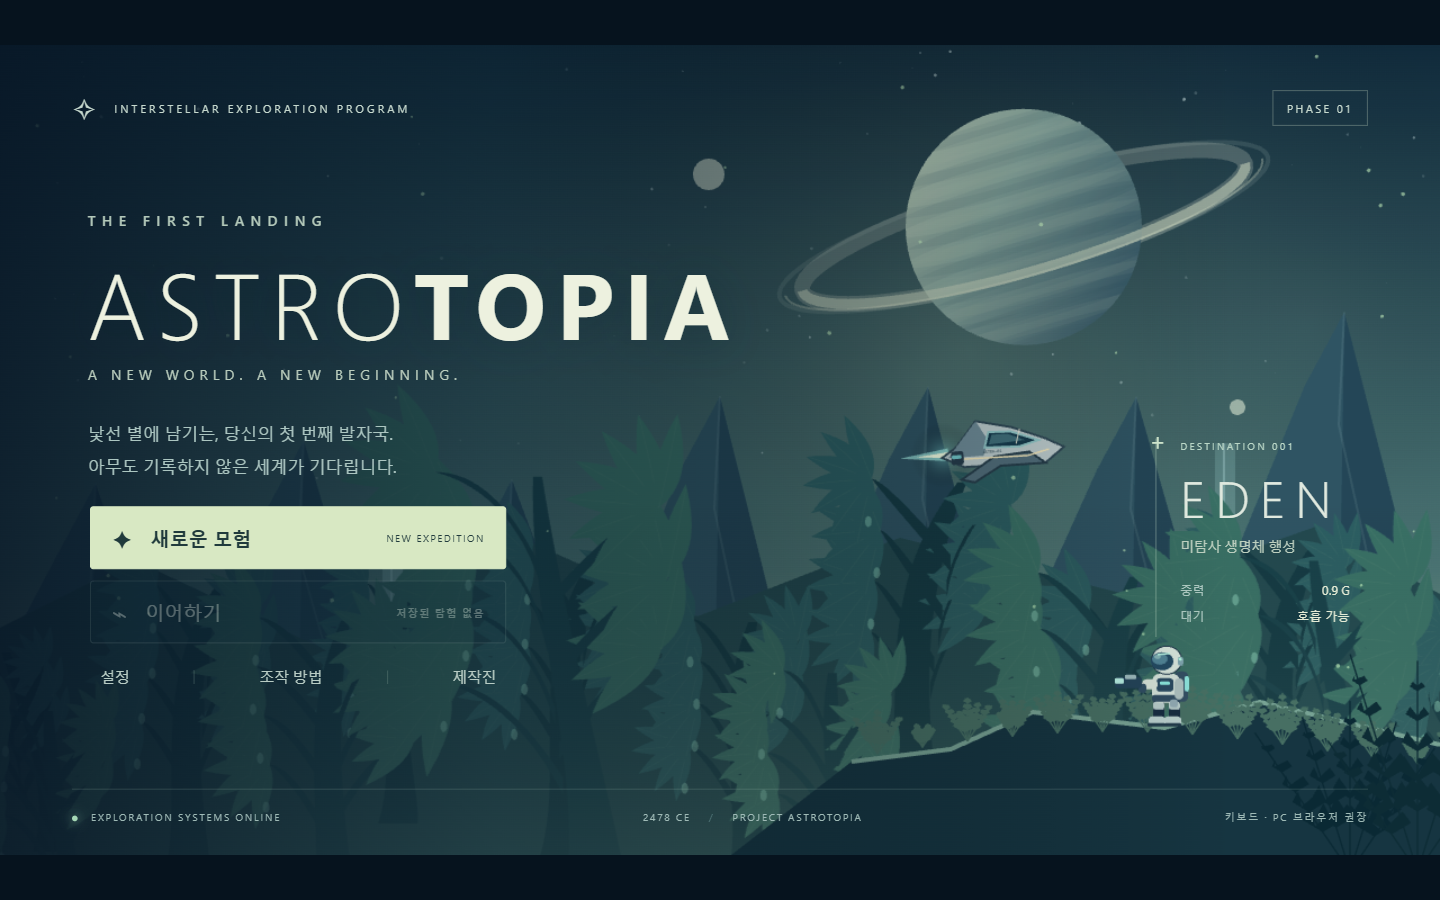 INTERSTELLAR EXPLORATION PROGRAM
PHASE 01
THE FIRST LANDING
ASTROTOPIA
A NEW WORLD. A NEW BEGINNING.
낯선 별에 남기는, 당신의 첫 번째 발자국.
아무도 기록하지 않은 세계가 기다립니다.
새로운 모험
NEW EXPEDITION
이어하기
저장된 탐험 없음
설정
조작 방법
제작진
DESTINATION 001
EDEN
미탐사 생명체 행성
중력 0.9 G
대기 호흡 가능
EXPLORATION SYSTEMS ONLINE
2478 CE / PROJECT ASTROTOPIA
키보드 · PC 브라우저 권장